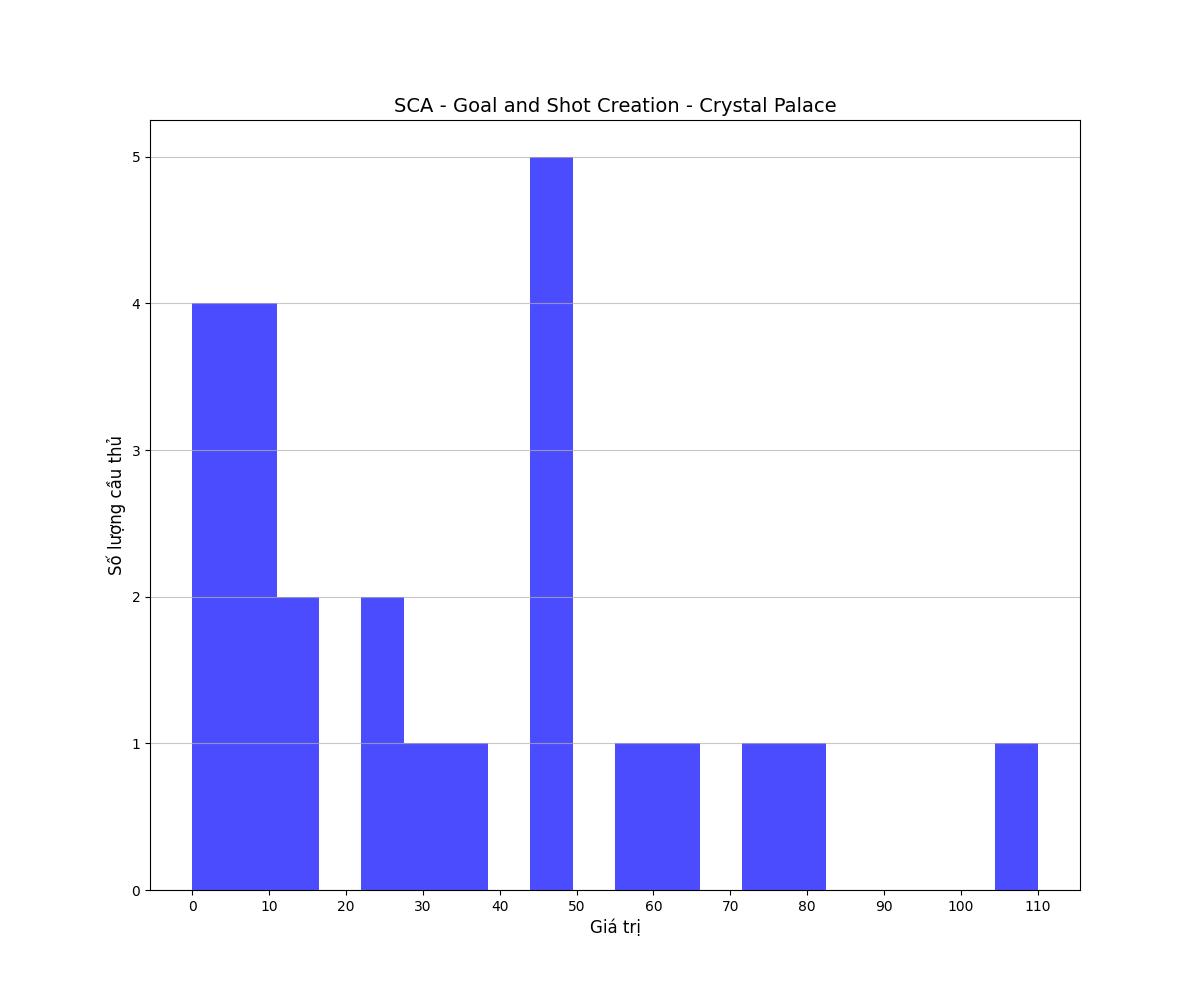 SCA - Goal and Shot Creation - Crystal Palace
Số lượng cầu thủ
5
4
3
2
1
0
0 10 20 30 40 50 60 70 80 90 100 110
Giá trị